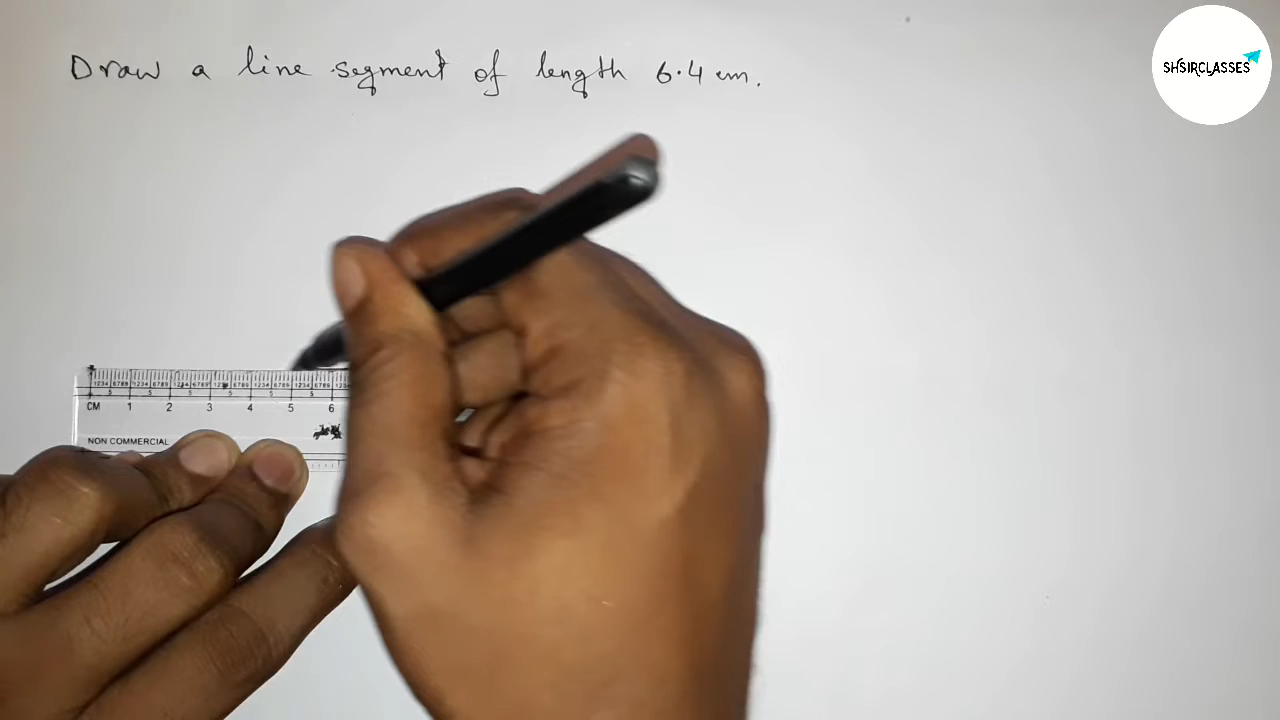 Draw a line segment of length 6.4 cm.
SHSIRCLASSES
CM 1 2 3 4 5 6
NON COMMERCIAL